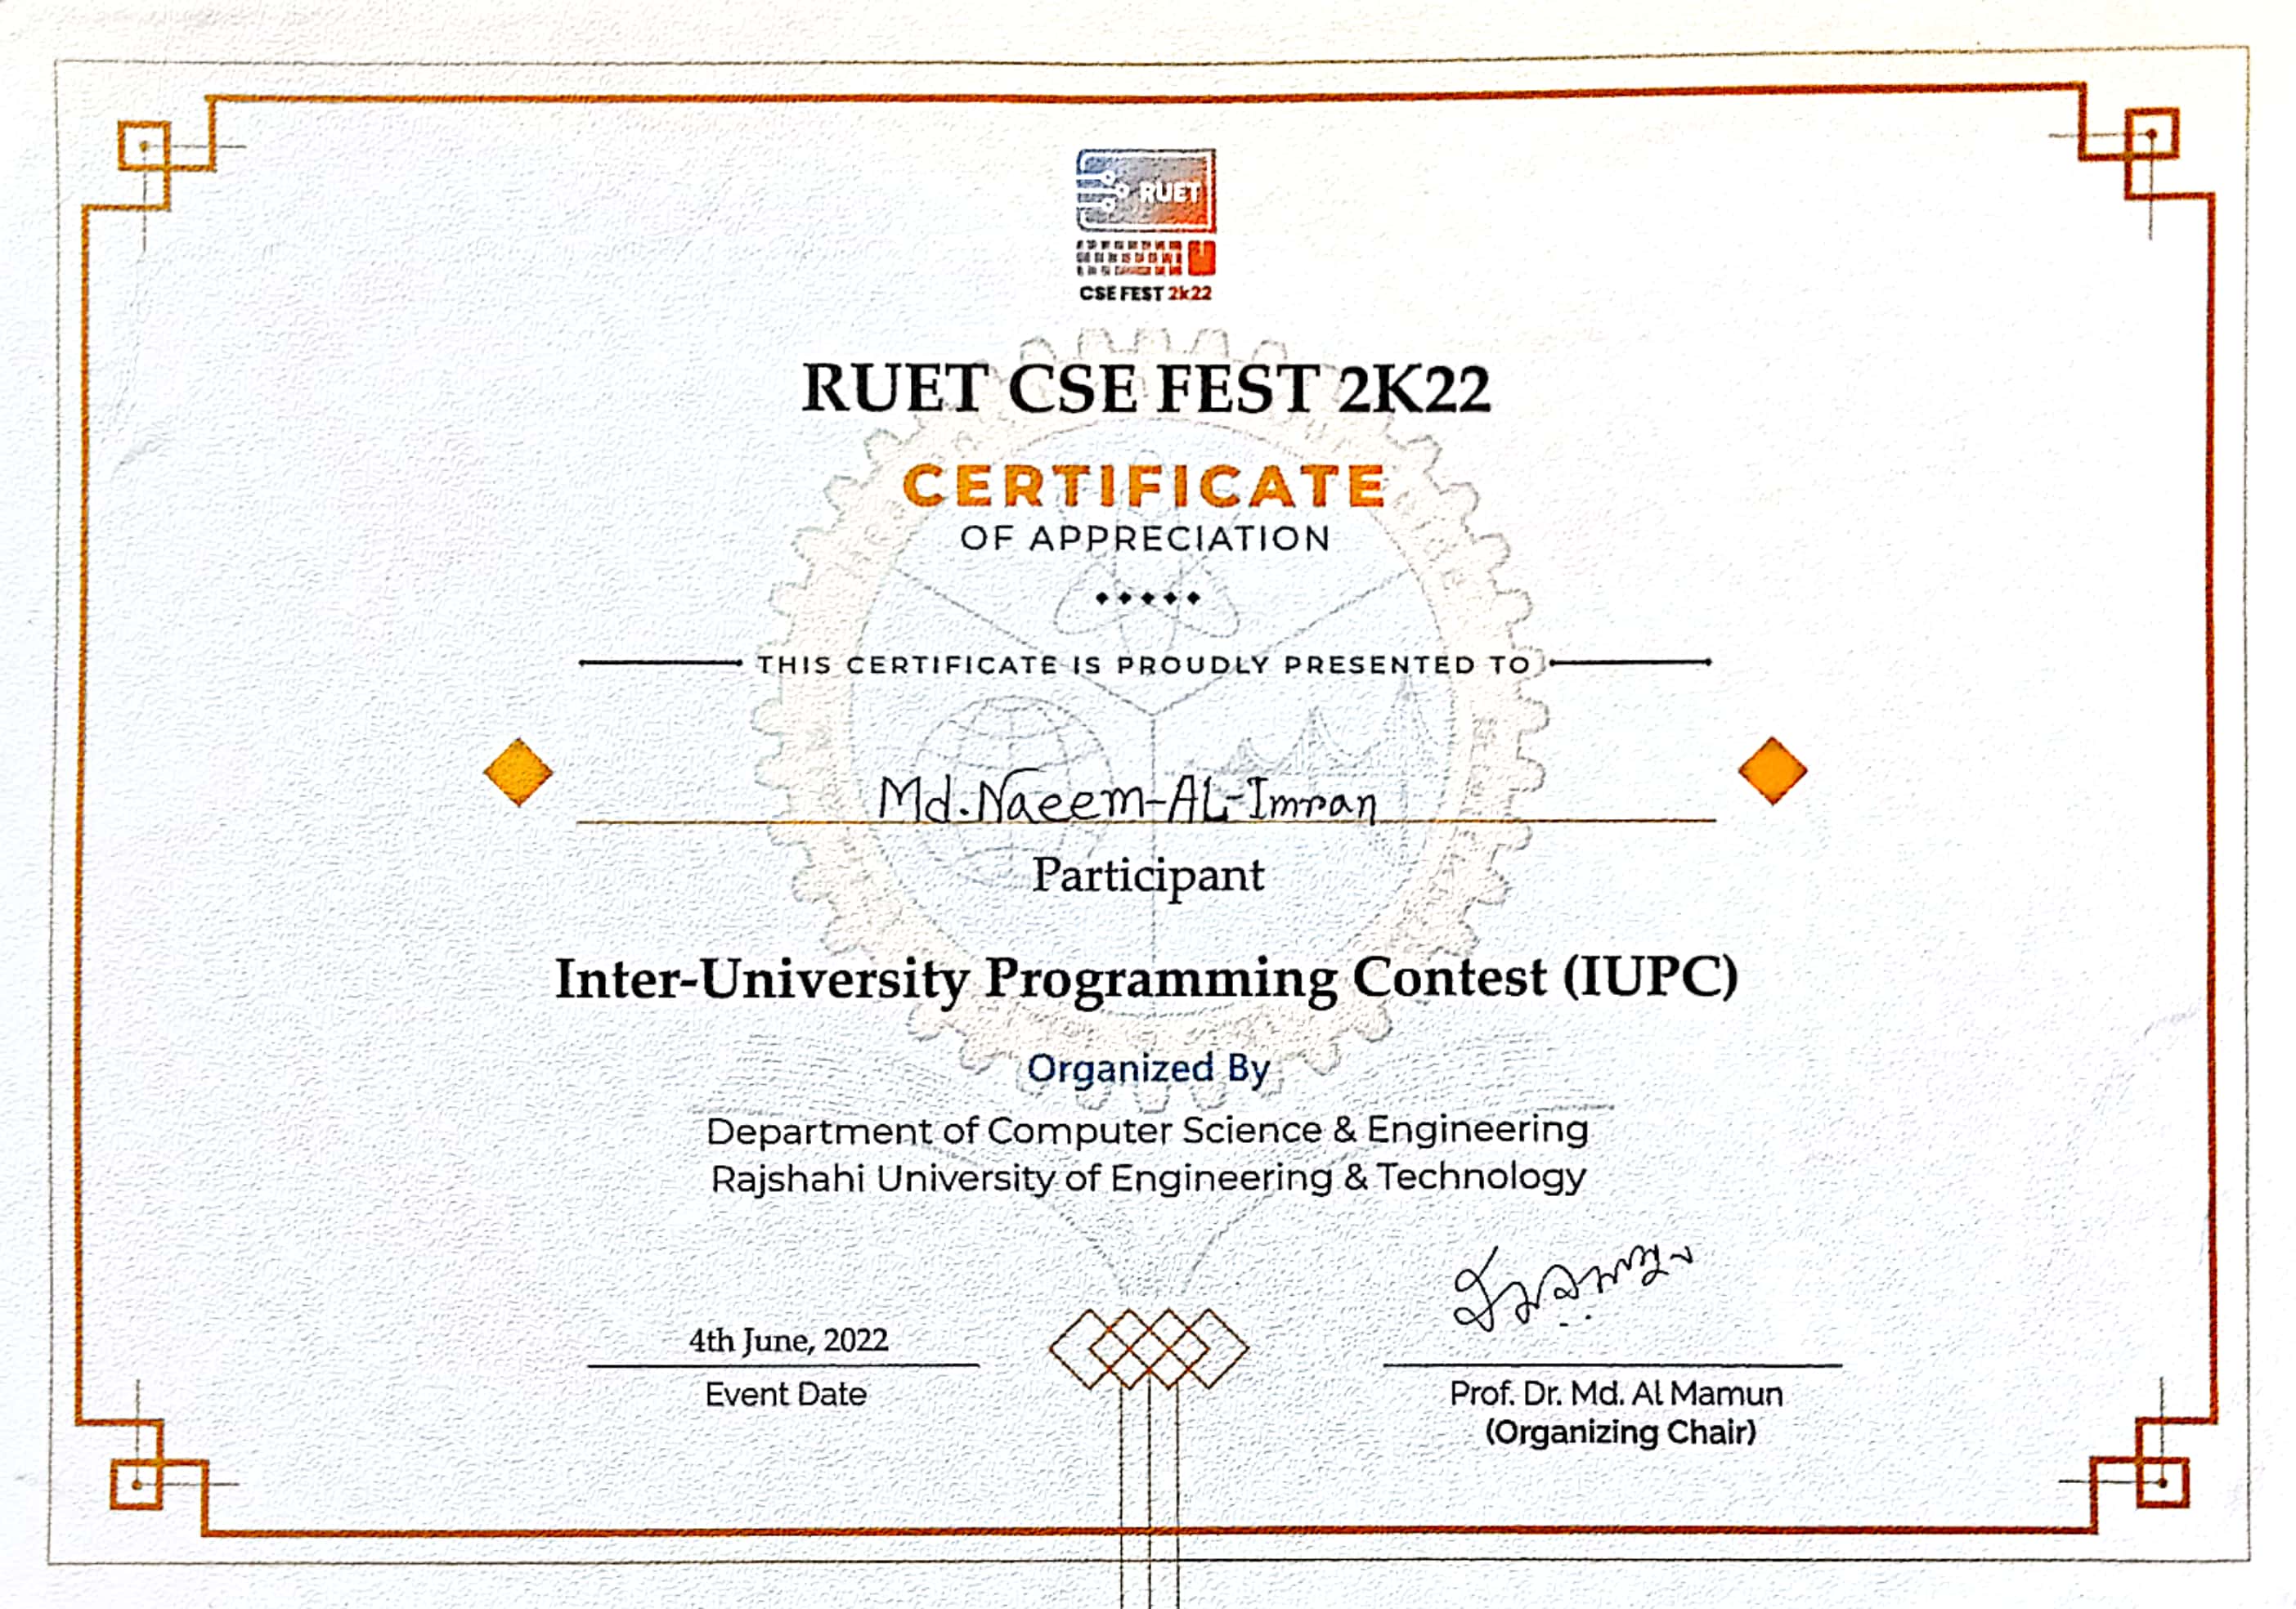 RUET
CSE FEST 2k22
RUET CSE FEST 2K22
CERTIFICATE
OF APPRECIATION
THIS CERTIFICATE IS PROUDLY PRESENTED TO
Md. Naeem-AL-Imran
Participant
Inter-University Programming Contest (IUPC)
Organized By
Department of Computer Science & Engineering
Rajshahi University of Engineering & Technology
4th June, 2022
Event Date
Prof. Dr. Md. Al Mamun
(Organizing Chair)